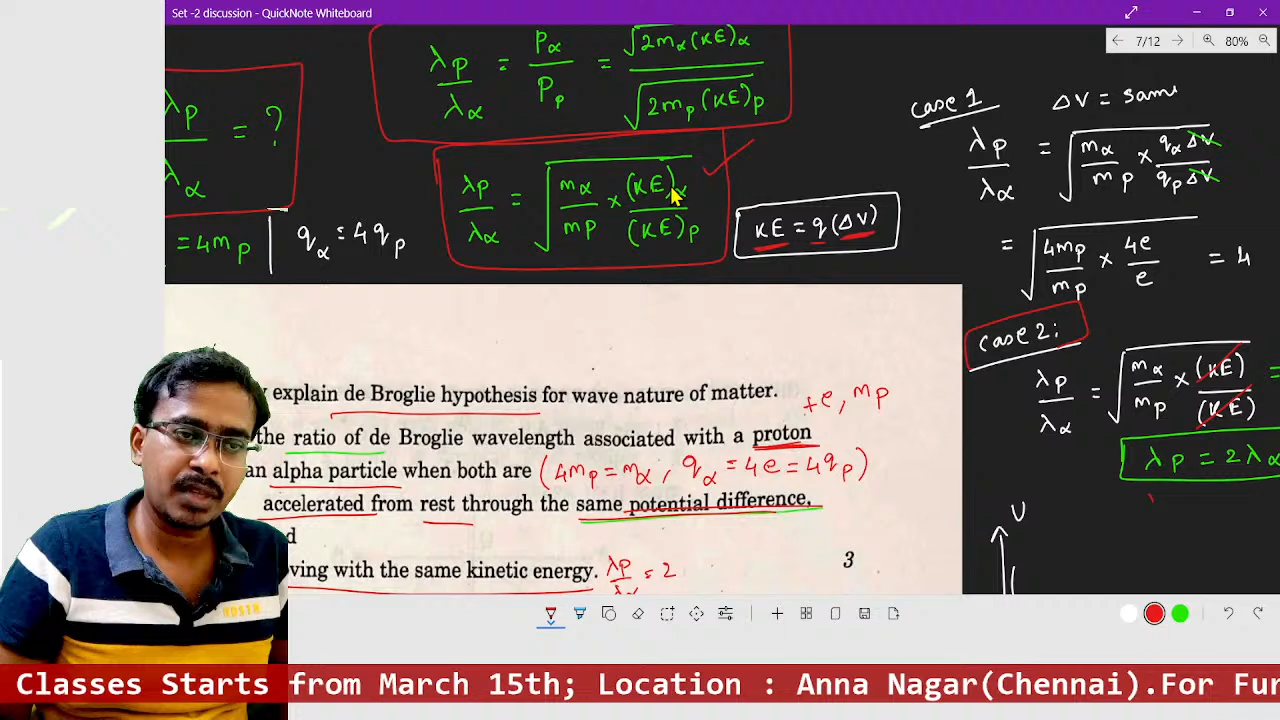 Set -2 discussion - QuickNote Whiteboard
7/12
80%
λp/λα = pα/Pp = √2mα(KE)α / √2mp(KE)p
λp/λα = ?
λp/λα = √(mα/mp × (KE)α/(KE)p)
= 4mp
qα = 4qp
KE = q(ΔV)
case 1 ΔV = same
λp/λα = √(mα/mp × qαΔV/qpΔV)
= √(4mp/mp × 4e/e) = 4
case 2:
λp/λα = √(mα/mp × (KE)/(KE)) =
λp = 2λα
V
explain de Broglie hypothesis for wave nature of matter.
+e, mp
the ratio of de Broglie wavelength associated with a proton
an alpha particle when both are (4mp = mα, qα = 4e = 4qp)
accelerated from rest through the same potential difference,
ving with the same kinetic energy. λp/λα = 2
3
NORTH
Classes Starts from March 15th; Location : Anna Nagar(Chennai).For Fur